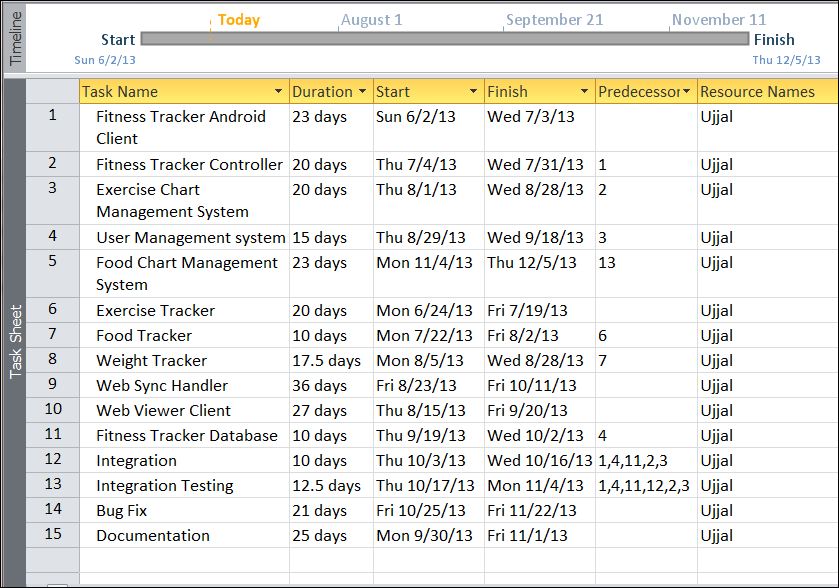 Timeline
Today
August 1
September 21
November 11
Start
Finish
Sun 6/2/13
Thu 12/5/13
Task Sheet
Task Name Duration Start Finish Predecessor Resource Names
1 Fitness Tracker Android 23 days Sun 6/2/13 Wed 7/3/13 Ujjal
Client
2 Fitness Tracker Controller 20 days Thu 7/4/13 Wed 7/31/13 1 Ujjal
3 Exercise Chart 20 days Thu 8/1/13 Wed 8/28/13 2 Ujjal
Management System
4 User Management system 15 days Thu 8/29/13 Wed 9/18/13 3 Ujjal
5 Food Chart Management 23 days Mon 11/4/13 Thu 12/5/13 13 Ujjal
System
6 Exercise Tracker 20 days Mon 6/24/13 Fri 7/19/13 Ujjal
7 Food Tracker 10 days Mon 7/22/13 Fri 8/2/13 6 Ujjal
8 Weight Tracker 17.5 days Mon 8/5/13 Wed 8/28/13 7 Ujjal
9 Web Sync Handler 36 days Fri 8/23/13 Fri 10/11/13 Ujjal
10 Web Viewer Client 27 days Thu 8/15/13 Fri 9/20/13 Ujjal
11 Fitness Tracker Database 10 days Thu 9/19/13 Wed 10/2/13 4 Ujjal
12 Integration 10 days Thu 10/3/13 Wed 10/16/13 1,4,11,2,3 Ujjal
13 Integration Testing 12.5 days Thu 10/17/13 Mon 11/4/13 1,4,11,12,2,3 Ujjal
14 Bug Fix 21 days Fri 10/25/13 Fri 11/22/13 Ujjal
15 Documentation 25 days Mon 9/30/13 Fri 11/1/13 Ujjal